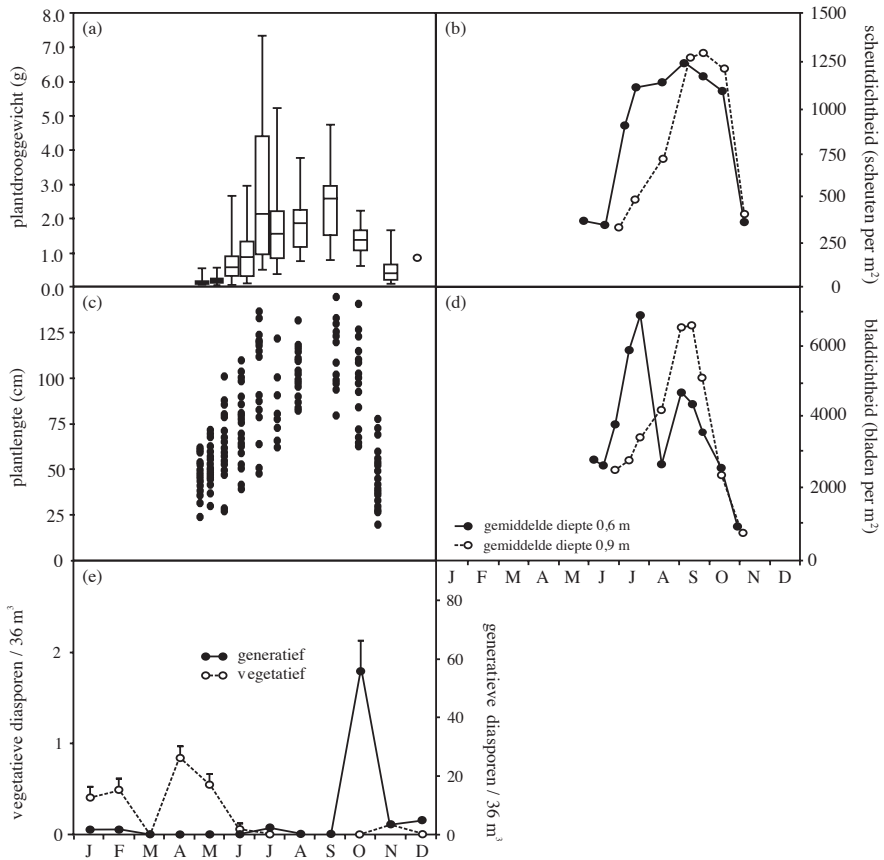 (a)
8.0
7.0
6.0
5.0
4.0
3.0
2.0
1.0
0.0
plantdrooggewicht (g)
(b)
1500
1250
1000
750
500
250
0
scheutdichtheid (scheuten per m²)
(c)
125
100
75
50
25
0
plantlengte (cm)
(d)
6000
4000
2000
0
bladdichtheid (bladen per m²)
gemiddelde diepte 0,6 m
gemiddelde diepte 0,9 m
J F M A M J J A S O N D
(e)
2
1
0
vegetatieve diasporen / 36 m³
80
60
40
20
0
generatieve diasporen / 36 m³
generatief
vegetatief
J F M A M J J A S O N D